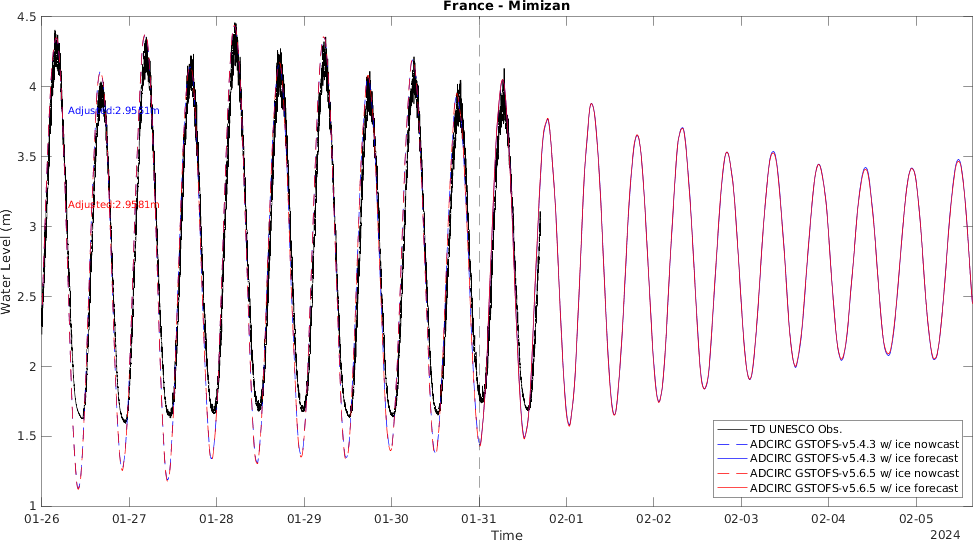 France - Mimizan
4.5
4
3.5
3
2.5
2
1.5
1
Water Level (m)
Adjusted:2.9581m
01-26
01-27
01-28
01-29
01-30
01-31
02-01
02-02
02-03
02-04
02-05
Time
2024
TD UNESCO Obs.
ADCIRC GSTOFS-v5.4.3 w/ ice nowcast
ADCIRC GSTOFS-v5.4.3 w/ ice forecast
ADCIRC GSTOFS-v5.6.5 w/ ice nowcast
ADCIRC GSTOFS-v5.6.5 w/ ice forecast